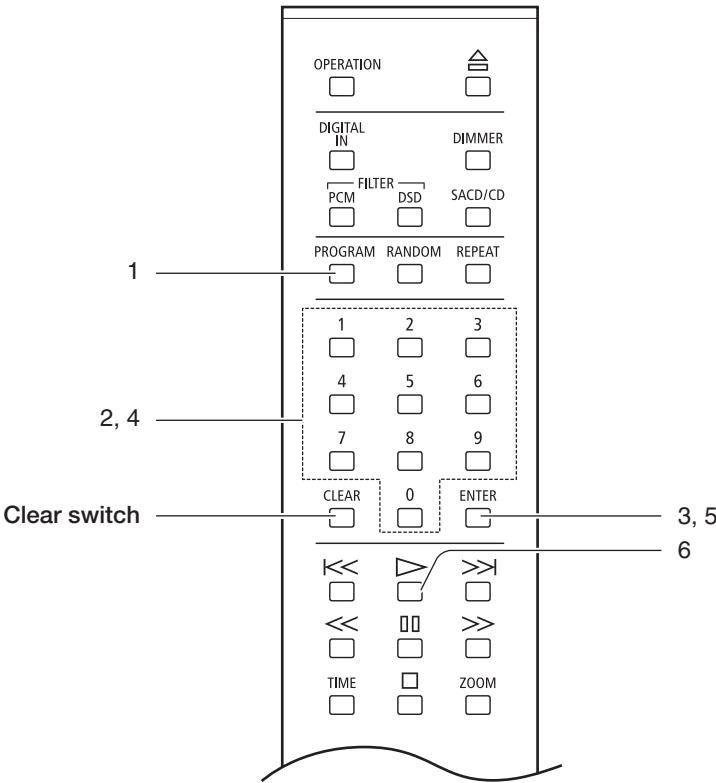 OPERATION
DIGITAL
IN
DIMMER
FILTER
PCM
DSD
SACD/CD
PROGRAM RANDOM REPEAT
1
1 2 3
4 5 6
2, 4
7 8 9
CLEAR 0 ENTER
Clear switch
3, 5
6
TIME
ZOOM